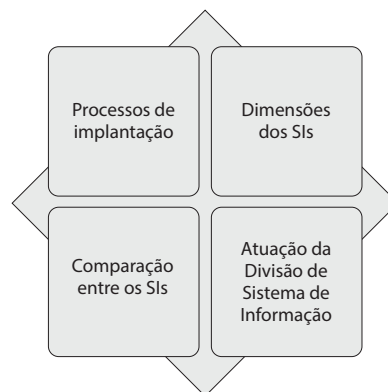 Processos de
implantação
Dimensões
dos SIs
Comparação
entre os SIs
Atuação da
Divisão de
Sistema de
Informação